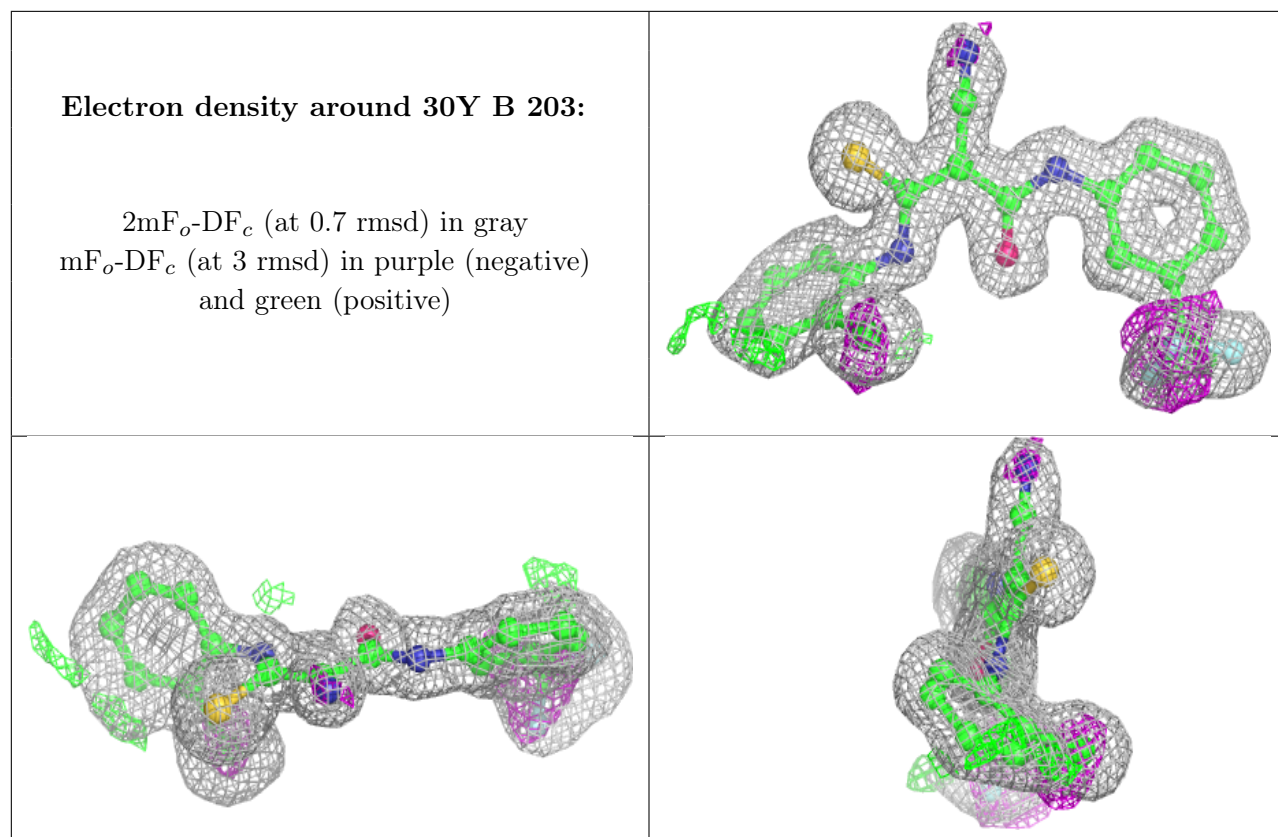 Electron density around 30Y B 203:
2mFo-DFc (at 0.7 rmsd) in gray
mFo-DFc (at 3 rmsd) in purple (negative)
and green (positive)